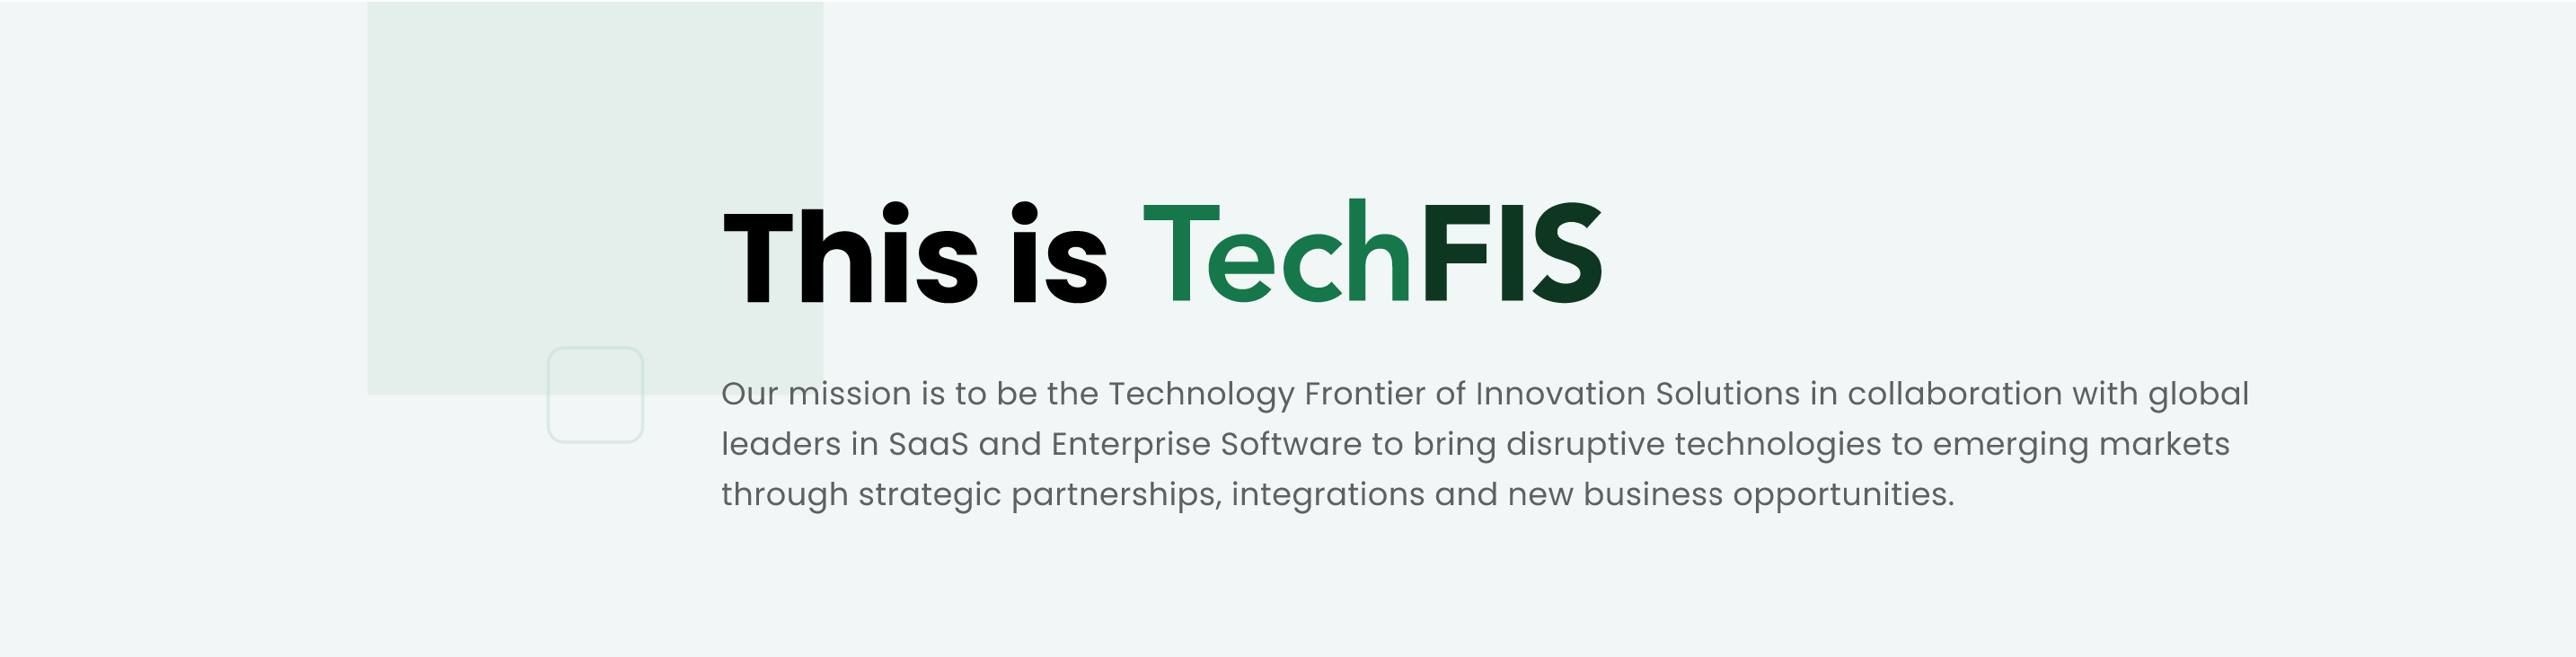 This is TechFIS
Our mission is to be the Technology Frontier of Innovation Solutions in collaboration with global
leaders in SaaS and Enterprise Software to bring disruptive technologies to emerging markets
through strategic partnerships, integrations and new business opportunities.